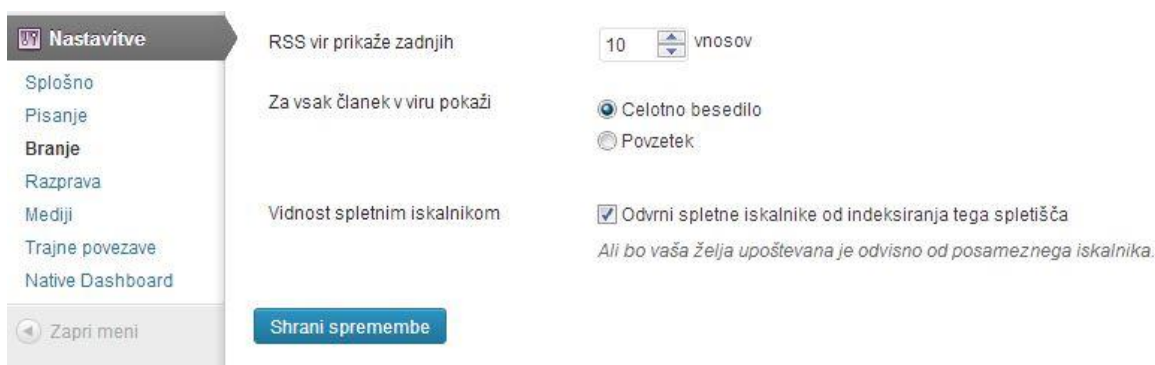 Nastavitve
Splošno
Pisanje
Branje
Razprava
Mediji
Trajne povezave
Native Dashboard
Zapri meni
RSS vir prikaže zadnjih 10 vnosov
Za vsak članek v viru pokaži
Celotno besedilo
Povzetek
Vidnost spletnim iskalnikom
Odvrni spletne iskalnike od indeksiranja tega spletišča
Ali bo vaša želja upoštevana je odvisno od posameznega iskalnika.
Shrani spremembe